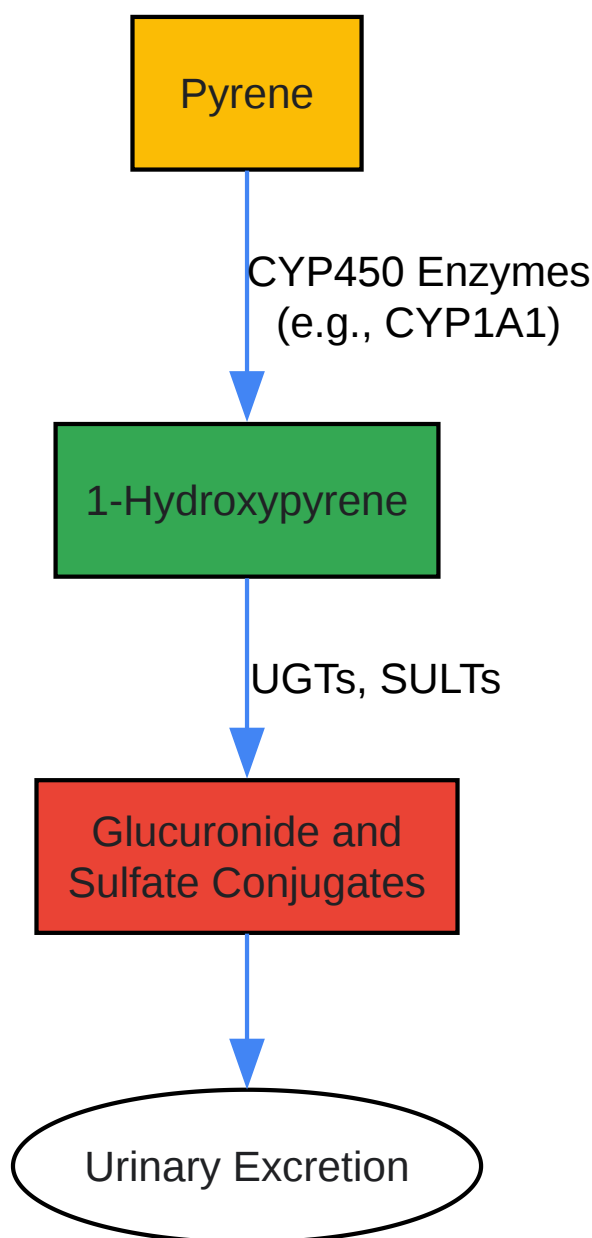 Pyrene
CYP450 Enzymes
(e.g., CYP1A1)
1-Hydroxypyrene
UGTs, SULTs
Glucuronide and
Sulfate Conjugates
Urinary Excretion